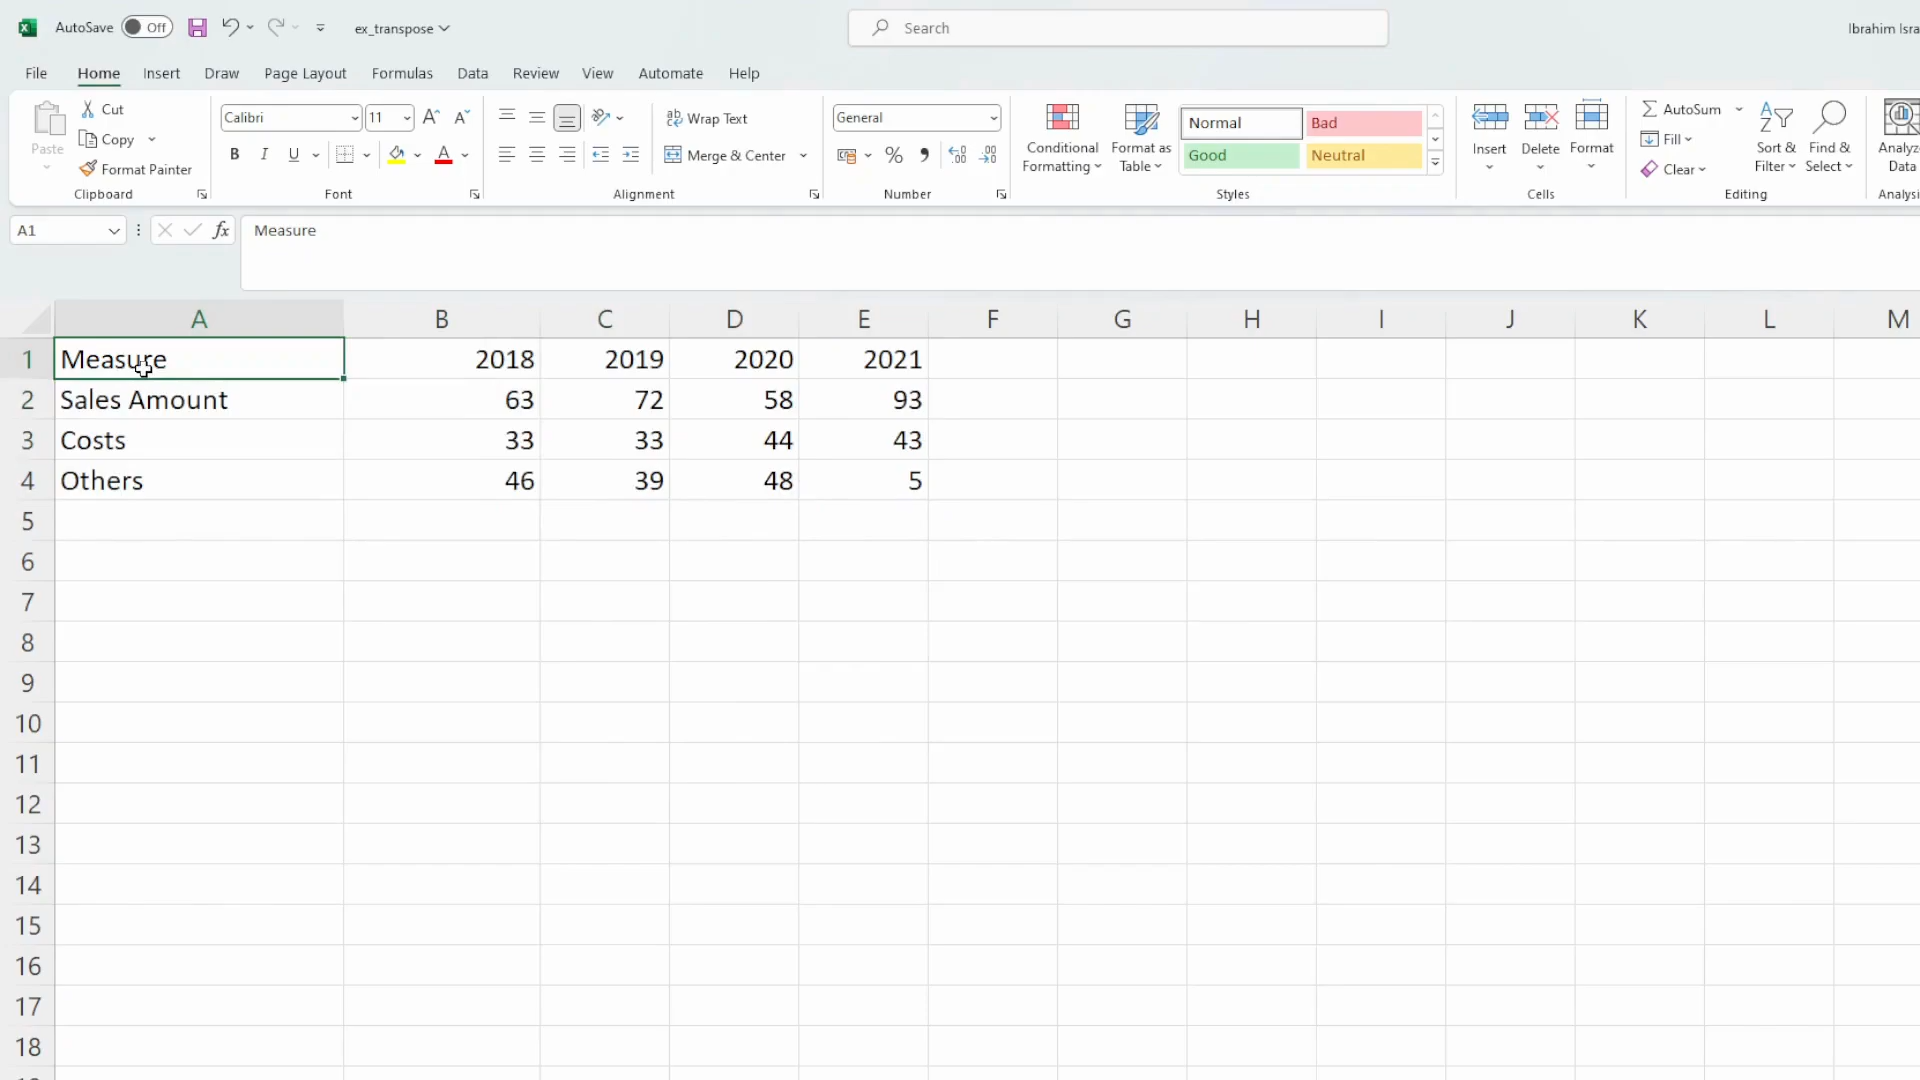 AutoSave Off ex_transpose Search Ibrahim Isra
File Home Insert Draw Page Layout Formulas Data Review View Automate Help
Paste Cut Copy Format Painter Clipboard
Calibri 11 A A B I U A Font
ab Wrap Text Merge & Center Alignment
General % Number
Conditional Formatting Format as Table
Normal Bad
Good Neutral
Styles
Insert Delete Format Cells
AutoSum Fill Clear Sort & Filter Find & Select Editing
Analyz Data Analysi
A1 fx Measure
A B C D E F G H I J K L M
1 Measure 2018 2019 2020 2021
2 Sales Amount 63 72 58 93
3 Costs 33 33 44 43
4 Others 46 39 48 5
5
6
7
8
9
10
11
12
13
14
15
16
17
18